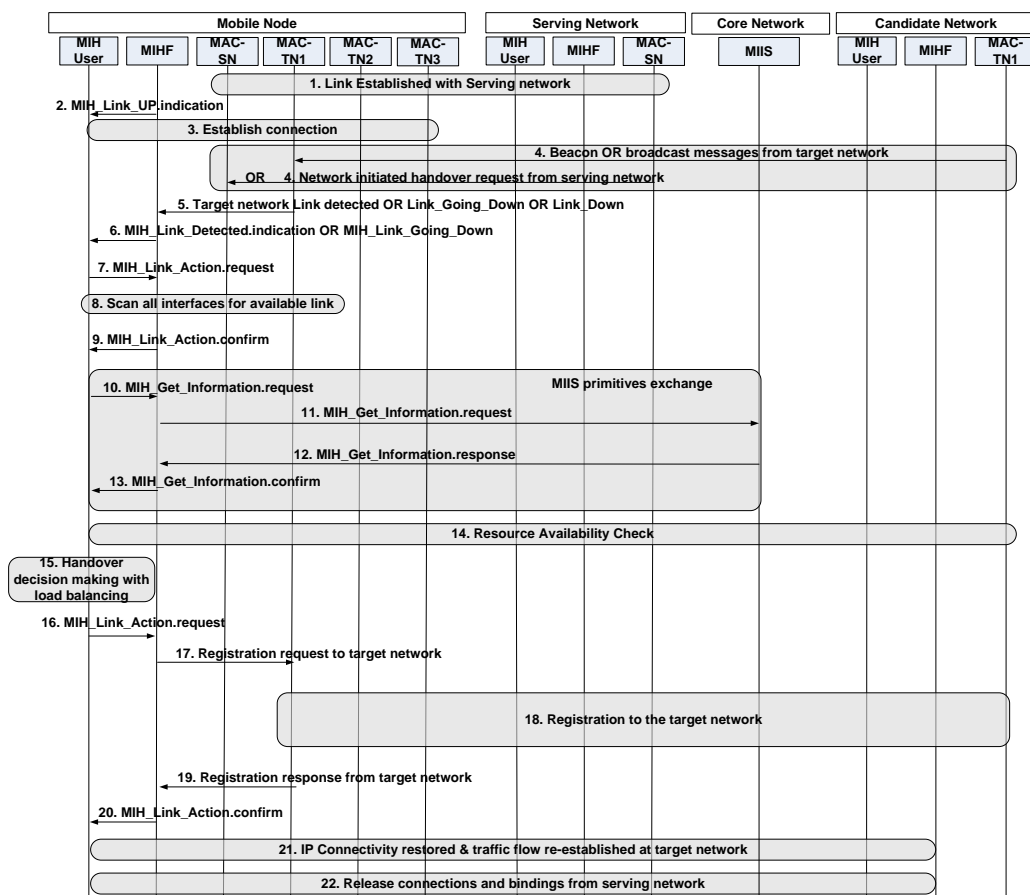 Mobile Node
Serving Network
Core Network
Candidate Network
MIH
User
MIHF
MAC-
SN
MAC-
TN1
MAC-
TN2
MAC-
TN3
MIH
User
MIHF
MAC-
SN
MIIS
MIH
User
MIHF
MAC-
TN1
1. Link Established with Serving network
2. MIH_Link_UP.indication
3. Establish connection
4. Beacon OR broadcast messages from target network
OR 4. Network initiated handover request from serving network
5. Target network Link detected OR Link_Going_Down OR Link_Down
6. MIH_Link_Detected.indication OR MIH_Link_Going_Down
7. MIH_Link_Action.request
8. Scan all interfaces for available link
9. MIH_Link_Action.confirm
10. MIH_Get_Information.request
MIIS primitives exchange
11. MIH_Get_Information.request
12. MIH_Get_Information.response
13. MIH_Get_Information.confirm
14. Resource Availability Check
15. Handover
decision making with
load balancing
16. MIH_Link_Action.request
17. Registration request to target network
18. Registration to the target network
19. Registration response from target network
20. MIH_Link_Action.confirm
21. IP Connectivity restored & traffic flow re-established at target network
22. Release connections and bindings from serving network